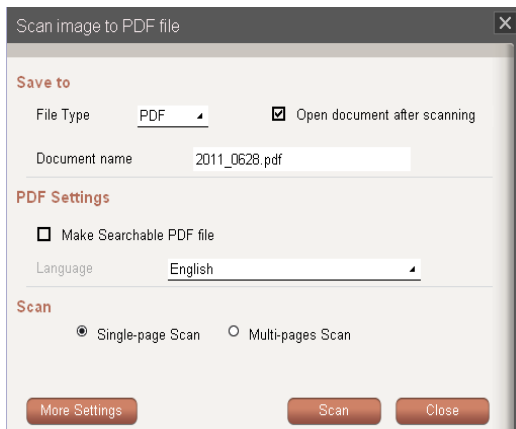 Scan image to PDF file
Save to
File Type PDF Open document after scanning
Document name 2011_0628.pdf
PDF Settings
Make Searchable PDF file
Language English
Scan
Single-page Scan Multi-pages Scan
More Settings Scan Close